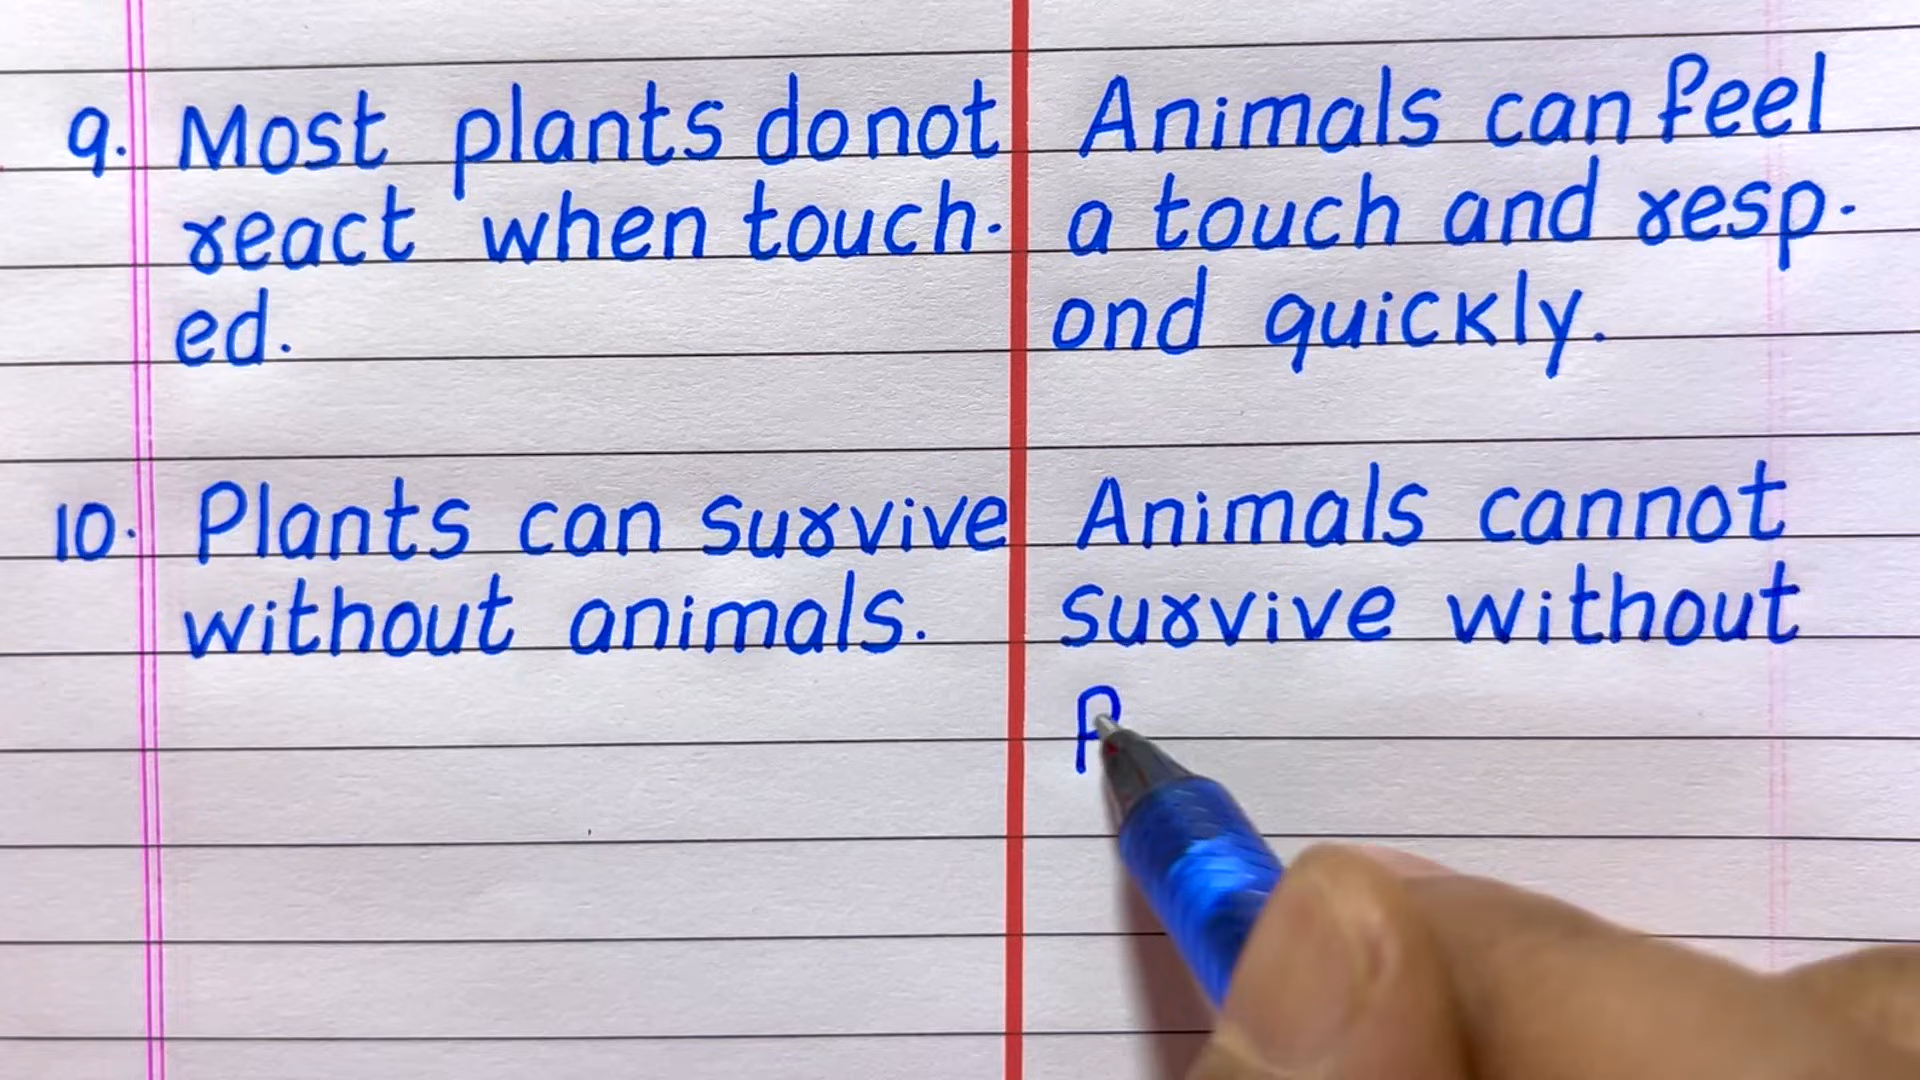 9. Most plants do not
react when touch-
ed.
Animals can feel
a touch and resp-
ond quickly.
10. Plants can survive
without animals.
Animals cannot
survive without
p